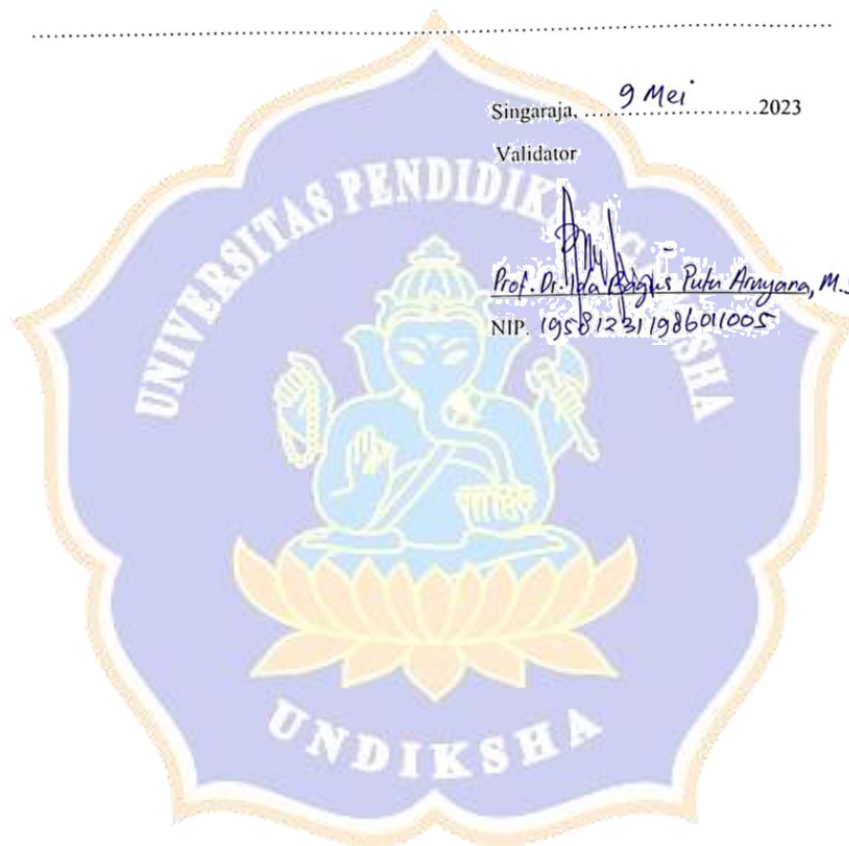 Singaraja, 9 Mei 2023
Validator
Prof. Dr. Ida Bagus Putu Arnyana, M.S
NIP. 195812311986011005
UNIVERSITAS PENDIDIKAN GANESHA
UNDIKSHA